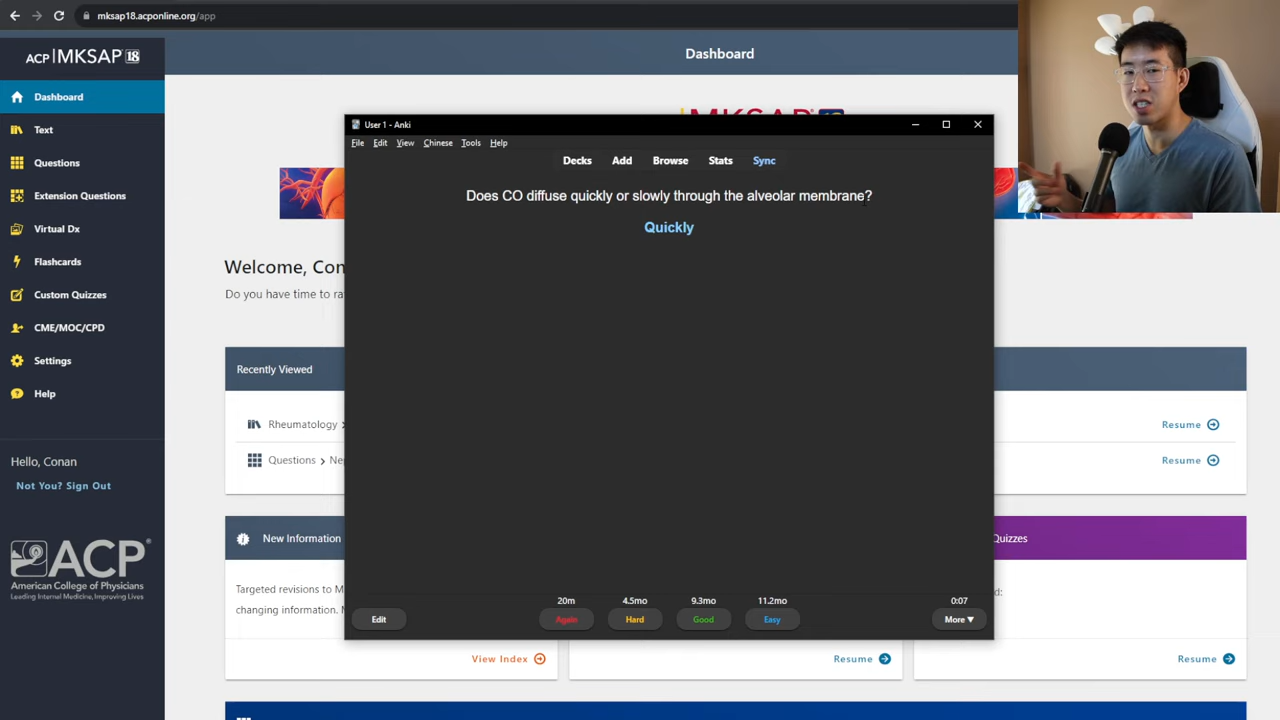 mksap18.acponline.org/app
ACP MKSAP 18
Dashboard
Dashboard
Text
Questions
Extension Questions
Virtual Dx
Flashcards
Custom Quizzes
CME/MOC/CPD
Settings
Help
Hello, Conan
Not You? Sign Out
ACP®
American College of Physicians
Leading Internal Medicine, Improving Lives
Welcome, Con
Do you have time to ra
Recently Viewed
Rheumatology >
Resume
Resume
Questions > Ne
Resume
Resume
New Information
Quizzes
Targeted revisions to M
changing information.
View Index
Resume
Resume
User 1 - Anki
File Edit View Chinese Tools Help
Decks Add Browse Stats Sync
Does CO diffuse quickly or slowly through the alveolar membrane?
Quickly
20m 4.5mo 9.3mo 11.2mo 0:07
Edit Again Hard Good Easy More ▼